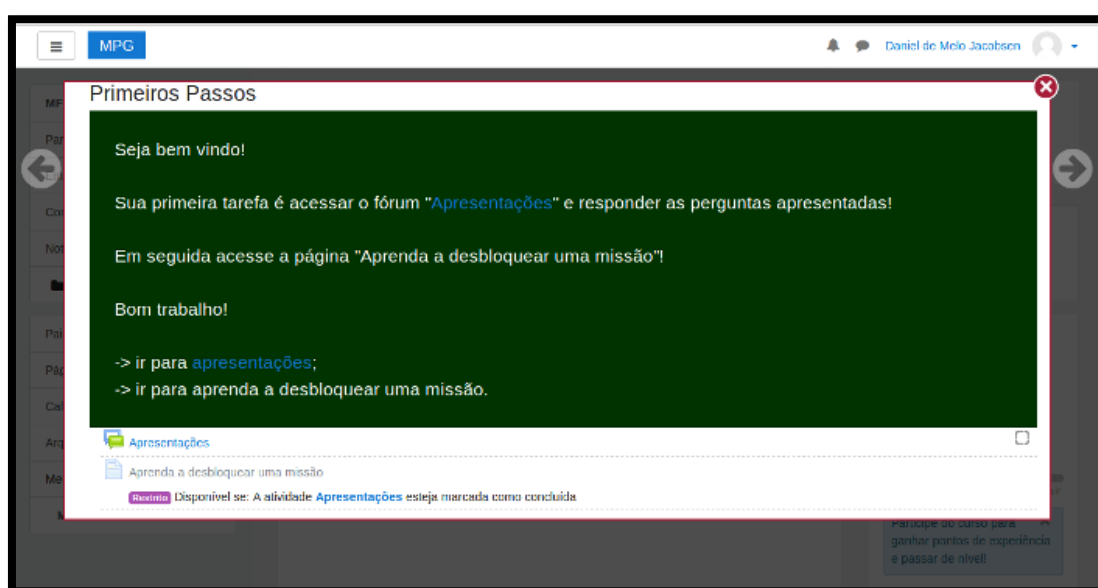 MPG
Daniel de Melo Jacobsen
Primeiros Passos
Seja bem vindo!
Sua primeira tarefa é acessar o fórum "Apresentações" e responder as perguntas apresentadas!
Em seguida acesse a página "Aprenda a desbloquear uma missão"!
Bom trabalho!
-> ir para apresentações;
-> ir para aprenda a desbloquear uma missão.
Apresentações
Aprenda a desbloquear uma missão
Restrito Disponível se: A atividade Apresentações esteja marcada como concluída
Participe do curso para
ganhar pontos de experiência
e passar de nível!